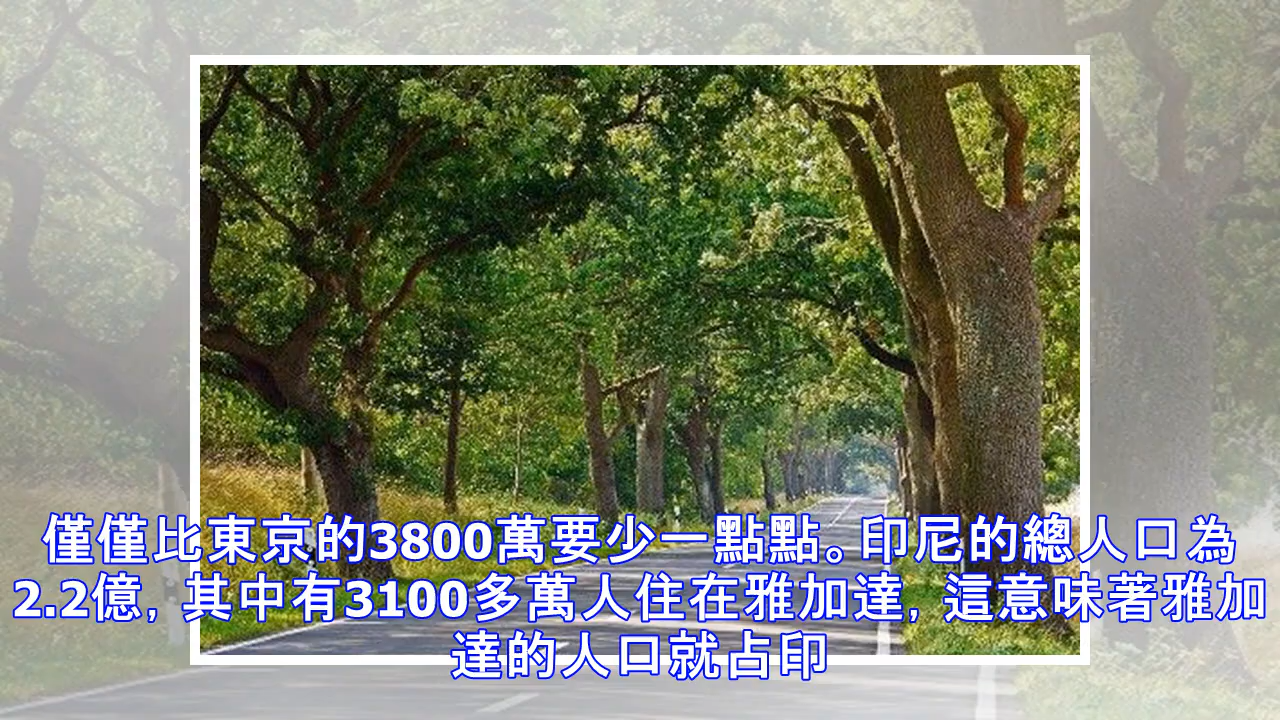 僅僅比東京的3800萬要少一點點。印尼的總人口為
2.2億，其中有3100多萬人住在雅加達，這意味著雅加
達的人口就占印